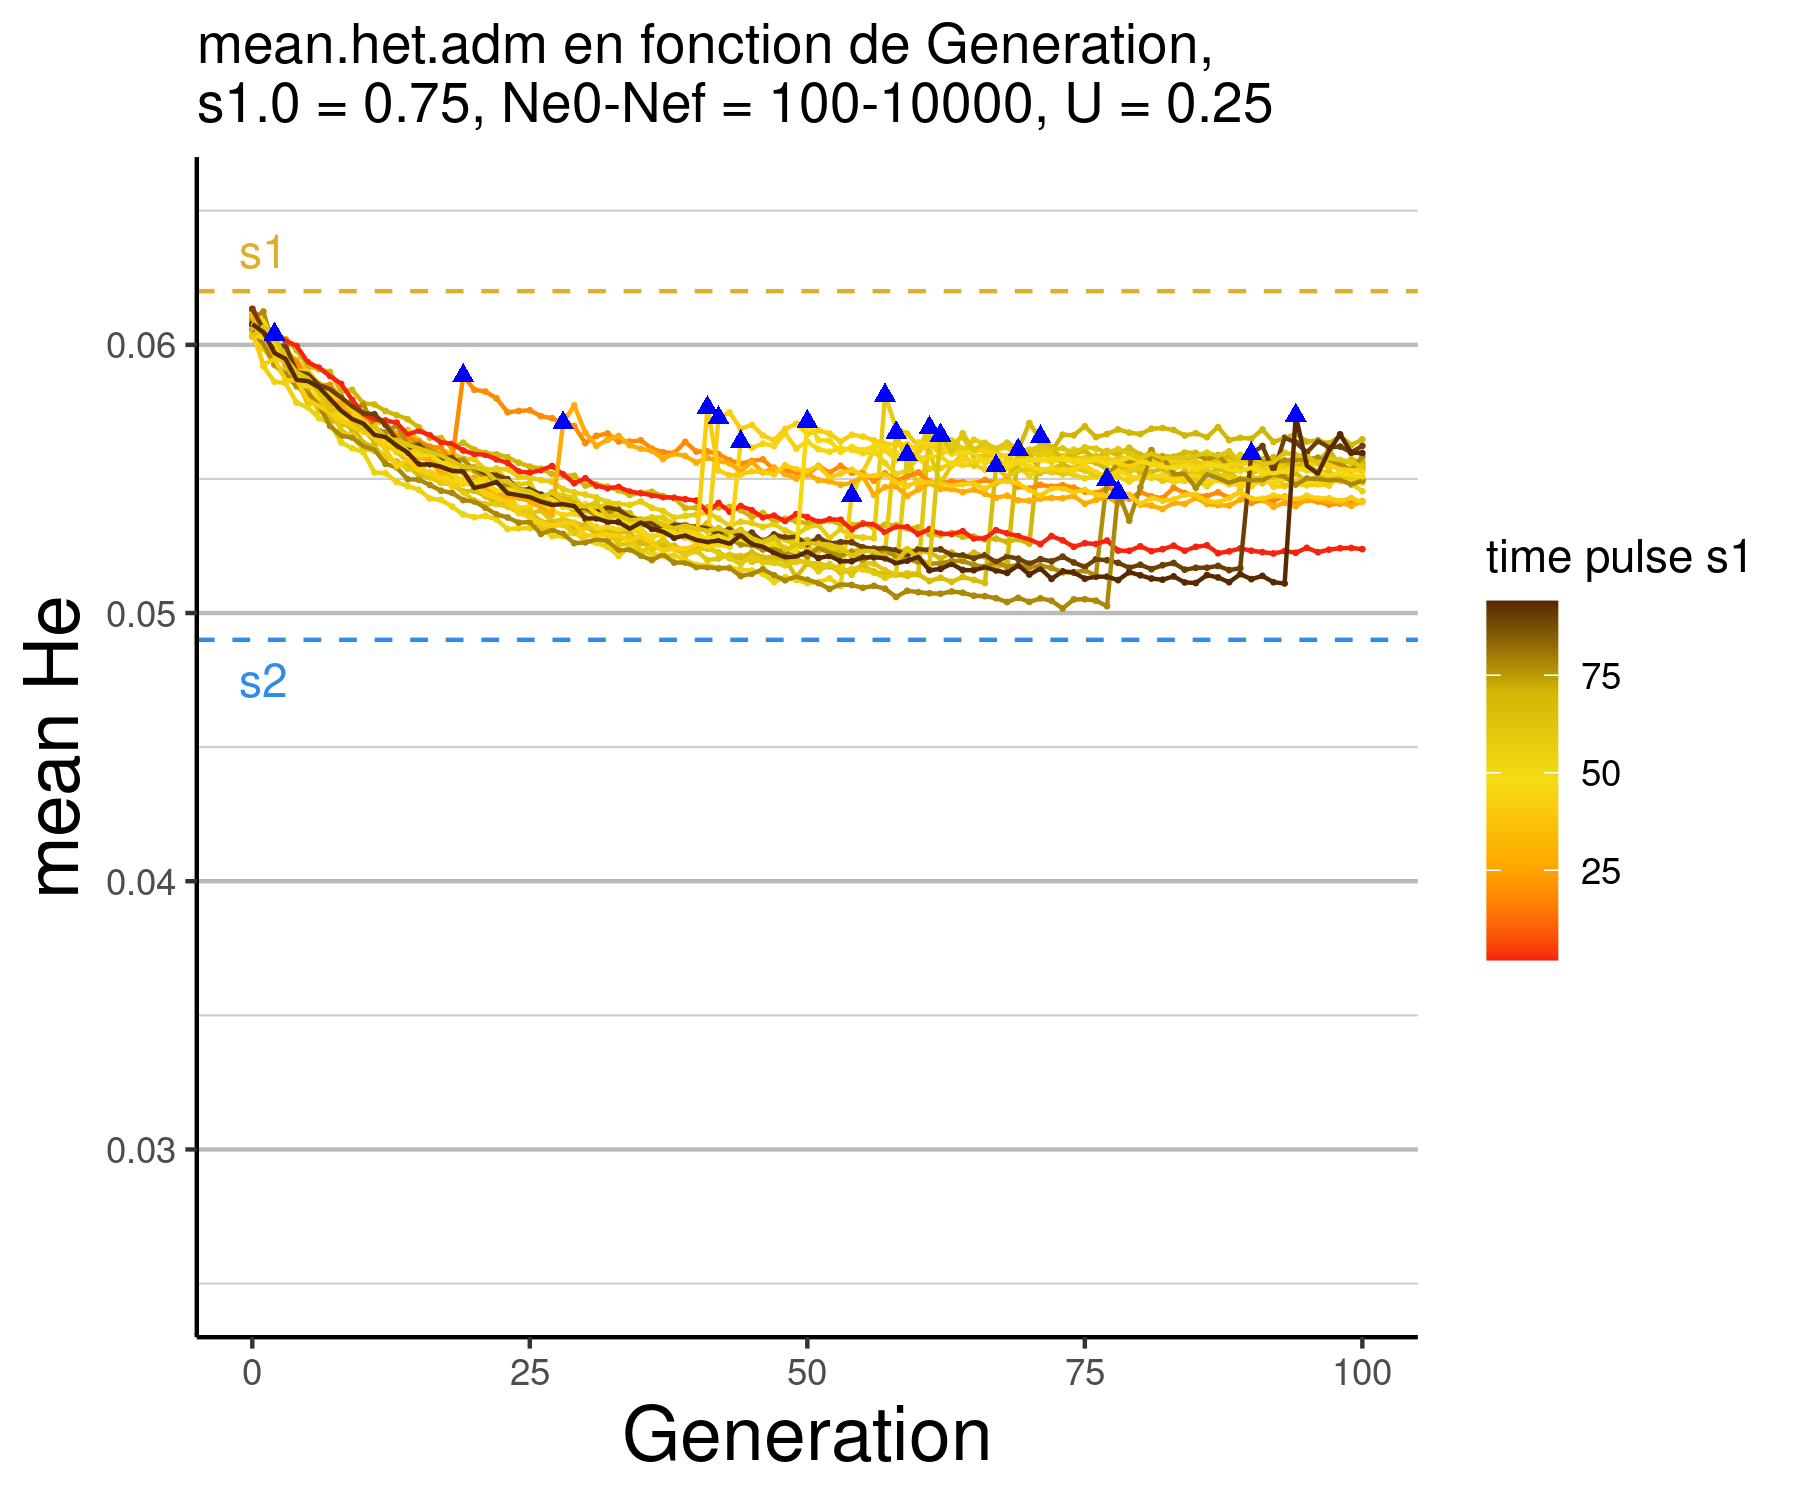 mean.het.adm en fonction de Generation,
s1.0 = 0.75, Ne0-Nef = 100-10000, U = 0.25
s1
s2
0.06
0.05
0.04
0.03
mean He
0
25
50
75
100
Generation
time pulse s1
75
50
25